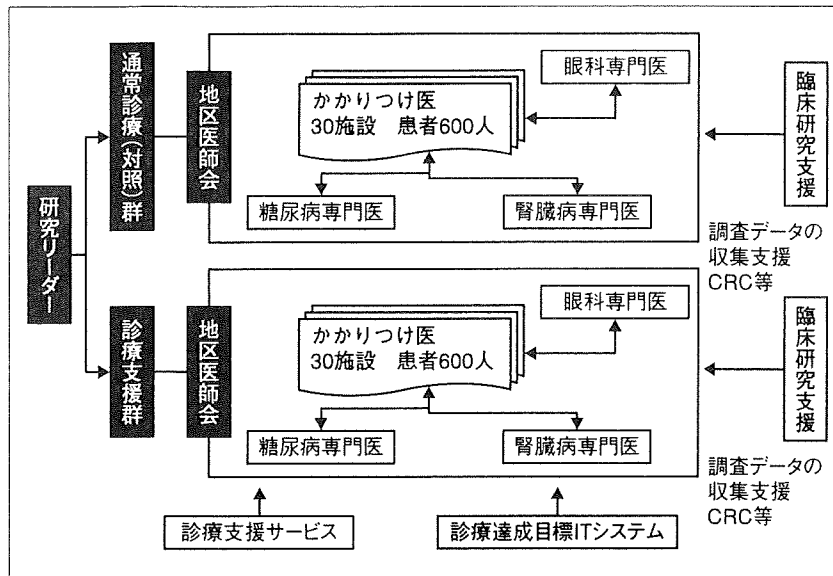 研究リーダー
通常診療(対照)群
地区医師会
かかりつけ医
30施設 患者600人
眼科専門医
糖尿病専門医
腎臓病専門医
臨床研究支援
調査データの
収集支援
CRC等
診療支援群
地区医師会
かかりつけ医
30施設 患者600人
眼科専門医
糖尿病専門医
腎臓病専門医
臨床研究支援
調査データの
収集支援
CRC等
診療支援サービス
診療達成目標ITシステム